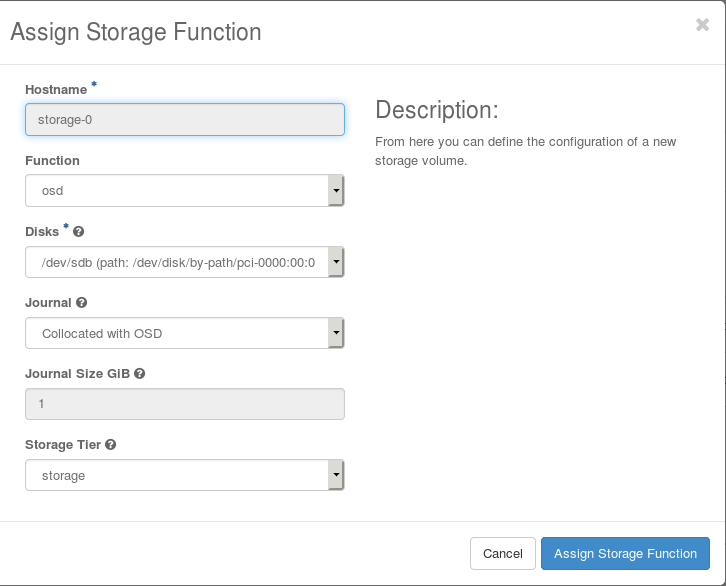 Assign Storage Function
×
Hostname *
storage-0
Function
osd
Disks *
/dev/sdb (path: /dev/disk/by-path/pci-0000:00:0
Journal
Collocated with OSD
Journal Size GiB
1
Storage Tier
storage
Description:
From here you can define the configuration of a new
storage volume.
Cancel
Assign Storage Function